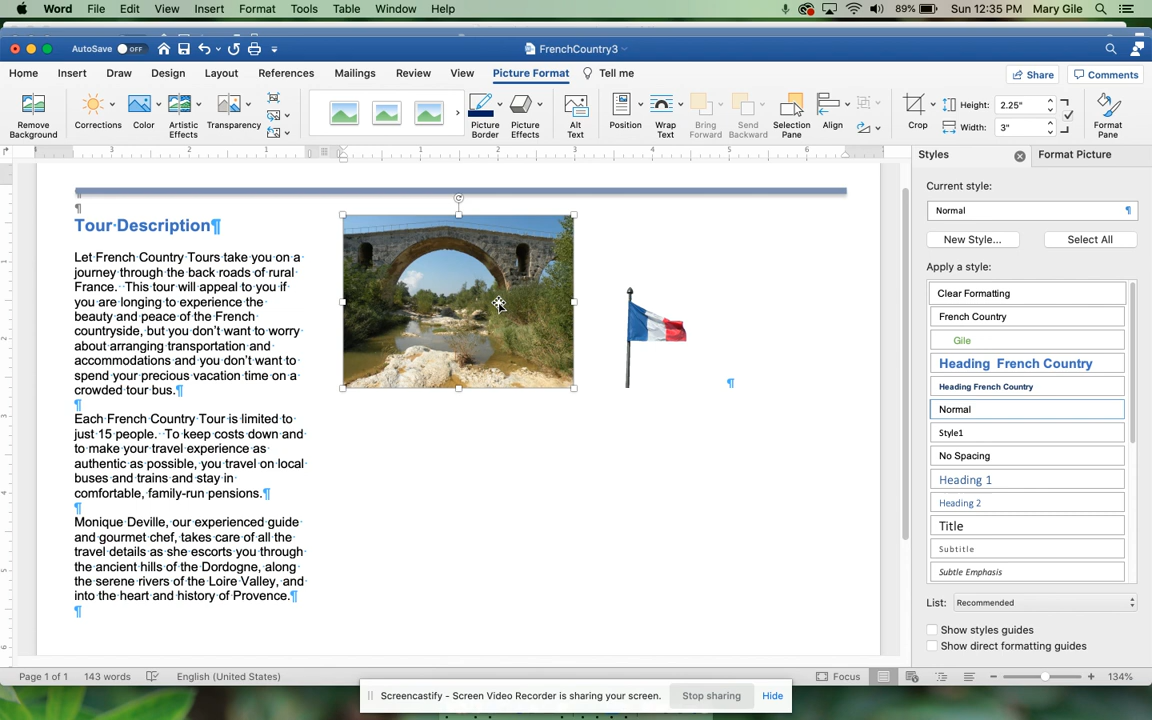 Word File Edit View Insert Format Tools Table Window Help 89% Sun 12:35 PM Mary Gile
AutoSave OFF FrenchCountry3
Home Insert Draw Design Layout References Mailings Review View Picture Format Tell me Share Comments
Remove Background Corrections Color Artistic Effects Transparency Picture Border Picture Effects Alt Text Position Wrap Text Bring Forward Send Backward Selection Pane Align Crop Height: 2.25" Width: 3" Format Pane
3 2 1 1 2 3 4 5 6
Styles Format Picture
Current style:
Normal ¶
New Style... Select All
Apply a style:
Clear Formatting
French Country
Gile
Heading French Country
Heading French Country
Normal
Style1
No Spacing
Heading 1
Heading 2
Title
Subtitle
Subtle Emphasis
List: Recommended
Show styles guides
Show direct formatting guides
¶
Tour·Description¶
Let·French·Country·Tours·take·you·on·a·
journey·through·the·back·roads·of·rural·
France.··This·tour·will·appeal·to·you·if·
you·are·longing·to·experience·the·
beauty·and·peace·of·the·French·
countryside,·but·you·don't·want·to·worry·
about·arranging·transportation·and·
accommodations·and·you·don't·want·to·
spend·your·precious·vacation·time·on·a·
crowded·tour·bus.¶
¶
Each·French·Country·Tour·is·limited·to·
just·15·people.··To·keep·costs·down·and·
to·make·your·travel·experience·as·
authentic·as·possible,·you·travel·on·local·
buses·and·trains·and·stay·in·
comfortable,·family-run·pensions.¶
¶
Monique·Deville,·our·experienced·guide·
and·gourmet·chef,·takes·care·of·all·the·
travel·details·as·she·escorts·you·through·
the·ancient·hills·of·the·Dordogne,·along·
the·serene·rivers·of·the·Loire·Valley,·and·
into·the·heart·and·history·of·Provence.¶
¶
¶
Page 1 of 1 143 words English (United States) Focus 134%
Screencastify - Screen Video Recorder is sharing your screen. Stop sharing Hide